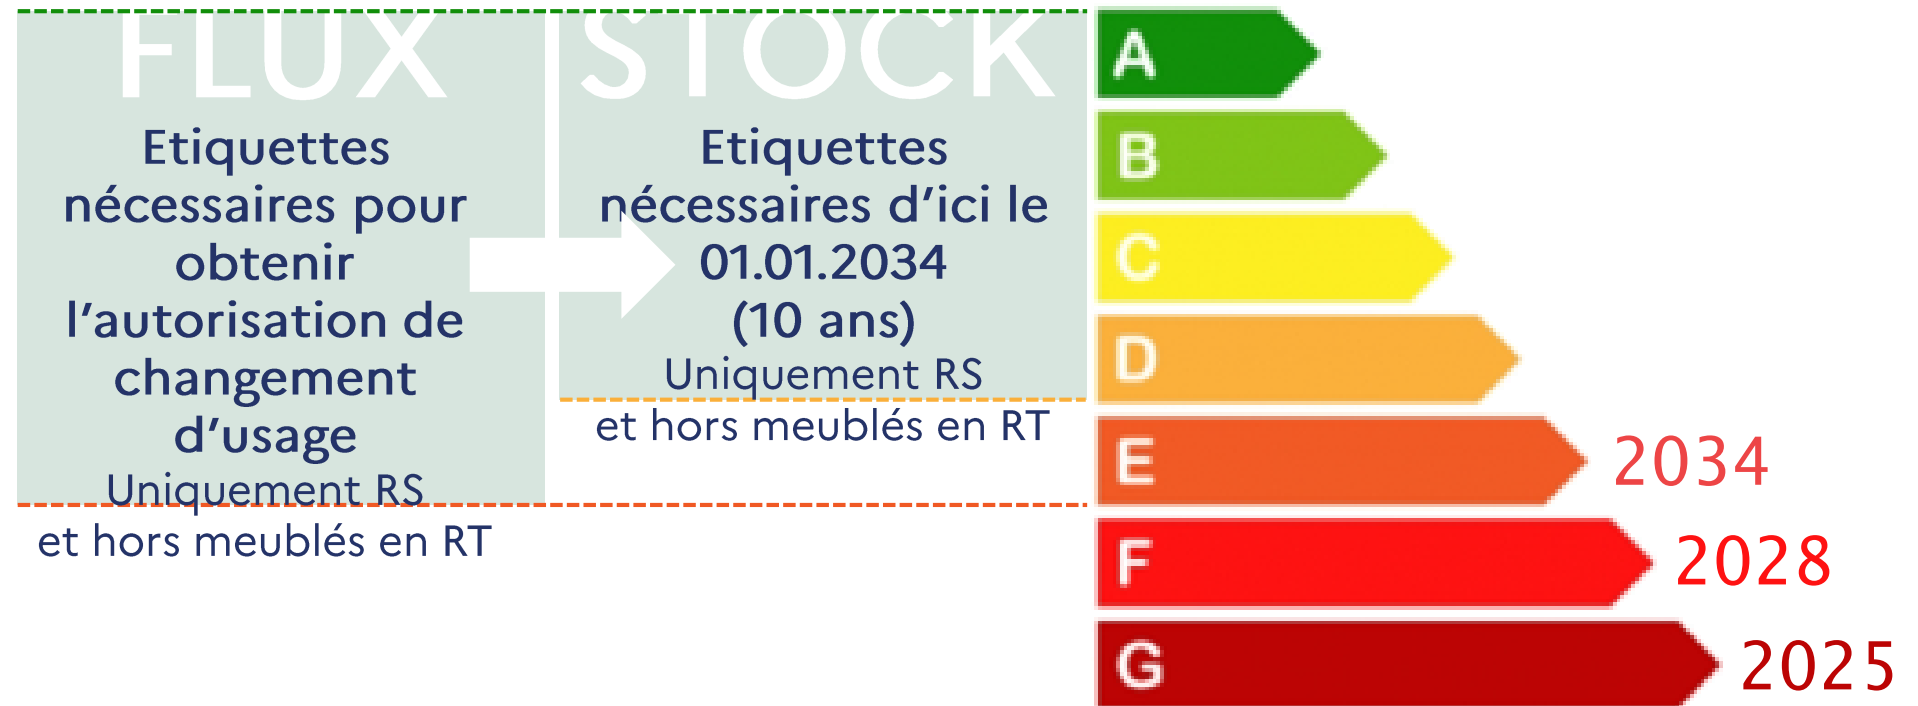 FLUX
Etiquettes
nécessaires pour
obtenir
l’autorisation de
changement
d’usage
Uniquement RS
et hors meublés en RT
STOCK
Etiquettes
nécessaires d’ici le
01.01.2034
(10 ans)
Uniquement RS
et hors meublés en RT
A
B
C
D
E 2034
F 2028
G 2025